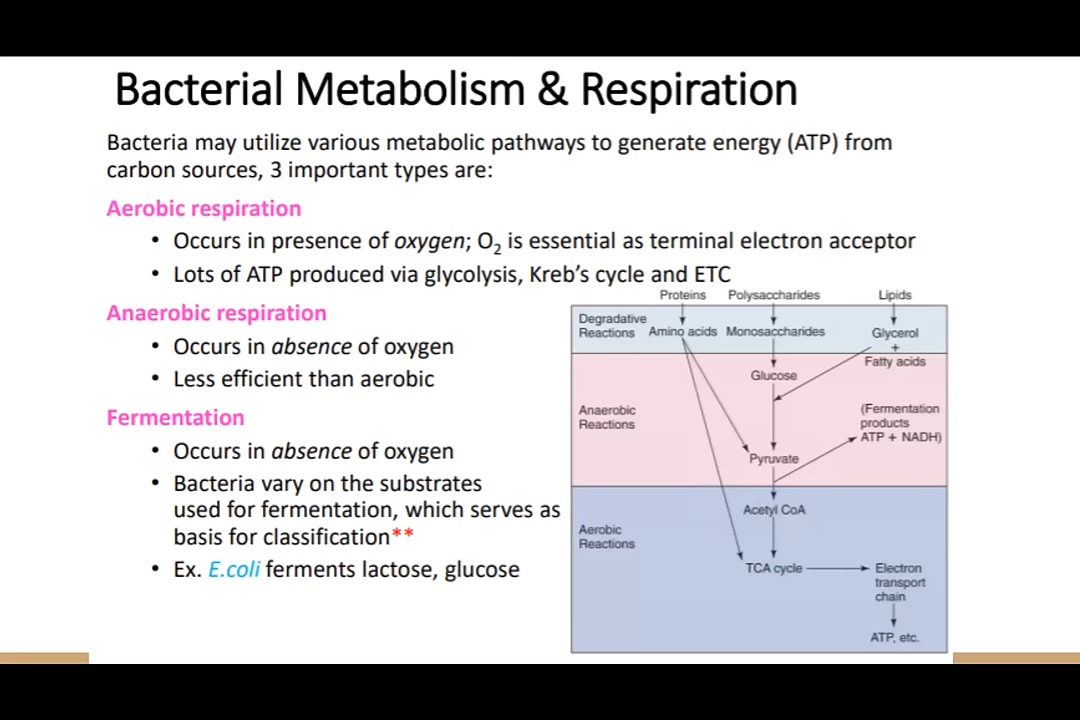 Bacterial Metabolism & Respiration
Bacteria may utilize various metabolic pathways to generate energy (ATP) from
carbon sources, 3 important types are:
Aerobic respiration
• Occurs in presence of oxygen; O₂ is essential as terminal electron acceptor
• Lots of ATP produced via glycolysis, Kreb's cycle and ETC
Anaerobic respiration
• Occurs in absence of oxygen
• Less efficient than aerobic
Fermentation
• Occurs in absence of oxygen
• Bacteria vary on the substrates
used for fermentation, which serves as
basis for classification**
• Ex. E.coli ferments lactose, glucose
Proteins Polysaccharides Lipids
Degradative
Reactions
Amino acids Monosaccharides Glycerol
+
Fatty acids
Glucose
Anaerobic
Reactions
(Fermentation
products
ATP + NADH)
Pyruvate
Acetyl CoA
Aerobic
Reactions
TCA cycle
Electron
transport
chain
ATP, etc.